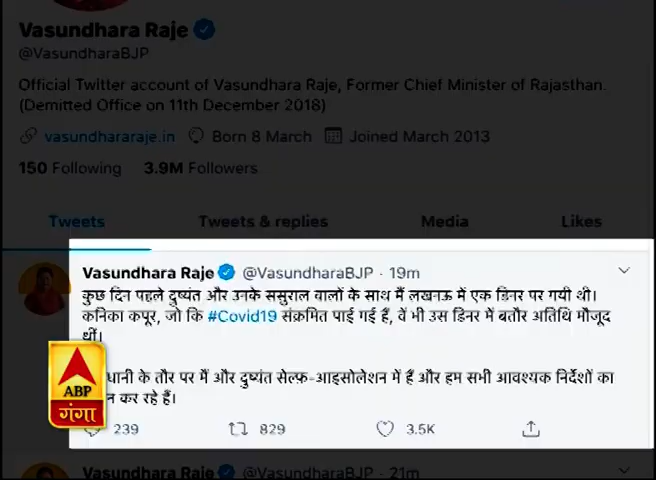 Vasundhara Raje
@VasundharaBJP
Official Twitter account of Vasundhara Raje, Former Chief Minister of Rajasthan.
(Demitted Office on 11th December 2018)
vasundhararaje.in Born 8 March Joined March 2013
150 Following 3.9M Followers
Tweets Tweets & replies Media Likes
Vasundhara Raje @VasundharaBJP · 19m
कुछ दिन पहले दुष्यंत और उनके ससुराल वालों के साथ मैं लखनऊ में एक डिनर पर गयी थी।
कनिका कपूर, जो कि #Covid19 संक्रमित पाई गई हैं, वें भी उस डिनर में बतौर अतिथि मौजूद
थीं।
के तौर पर मैं और दुष्यंत सेल्फ-आइसोलेशन में हैं और हम सभी आवश्यक निर्देशों का
कर रहे हैं।
ABP
गंगा
239 829 3.5K
Vasundhara Raje @VasundharaBJP · 21m